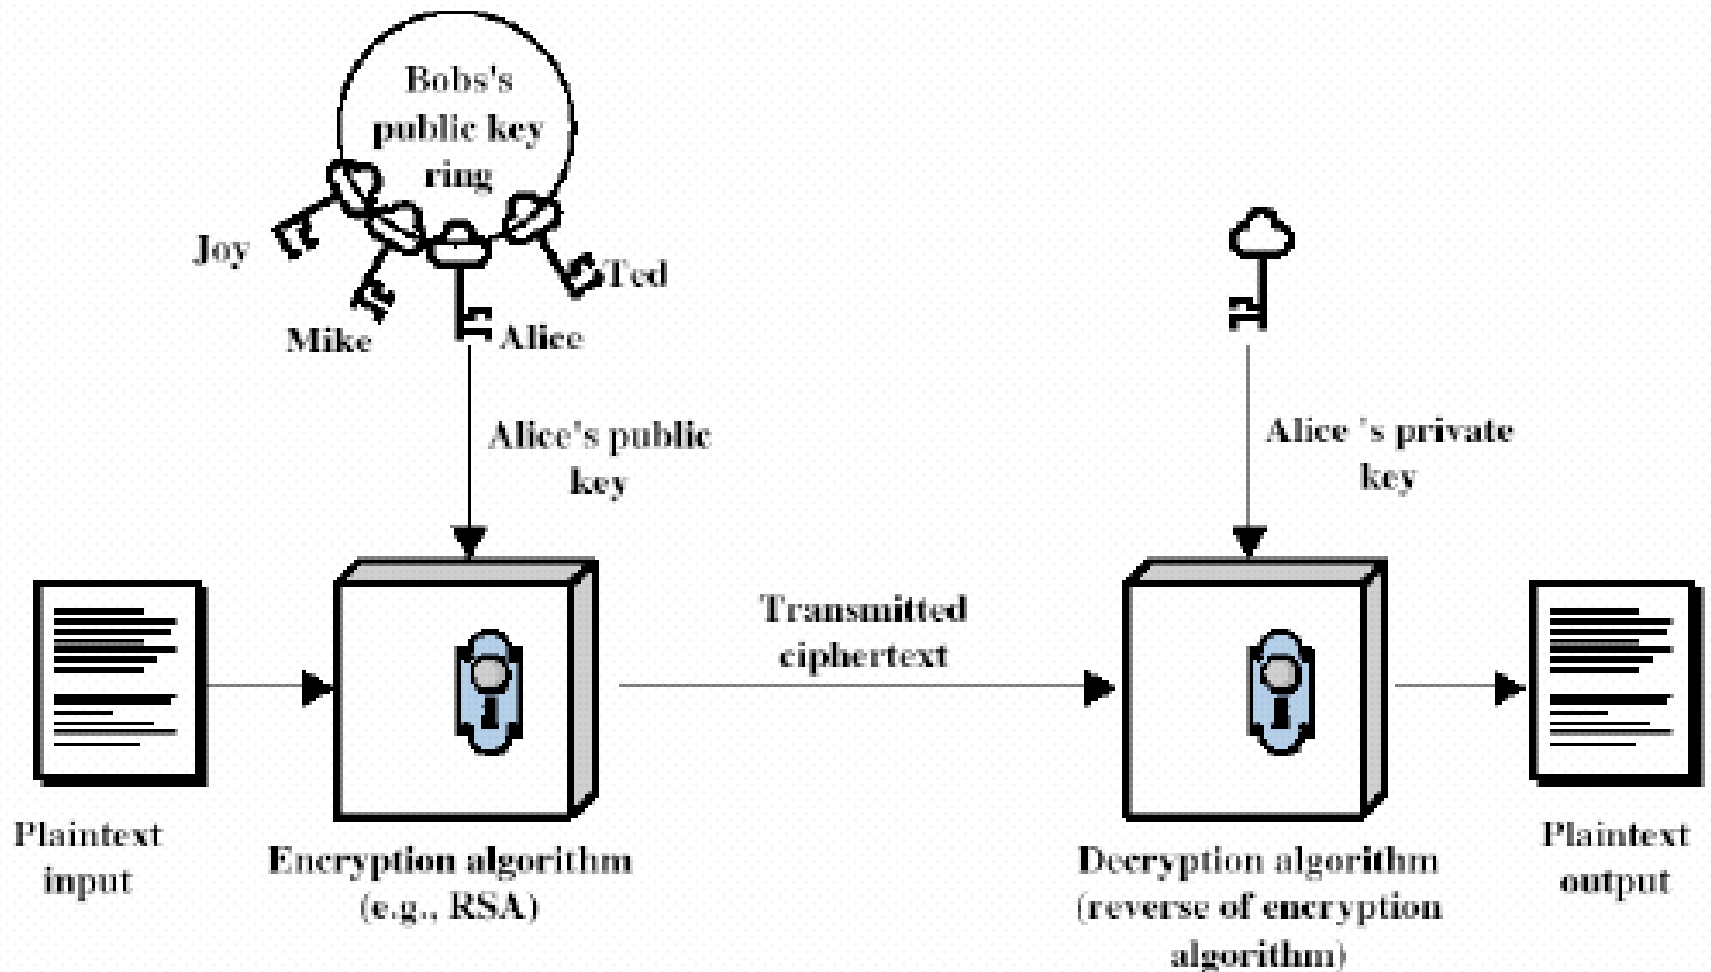 Bobs's
public key
ring
Joy
Ted
Mike
Alice
Alice's public
key
Alice 's private
key
Transmitted
ciphertext
Plaintext
input
Encryption algorithm
(e.g., RSA)
Decryption algorithm
(reverse of encryption
algorithm)
Plaintext
output